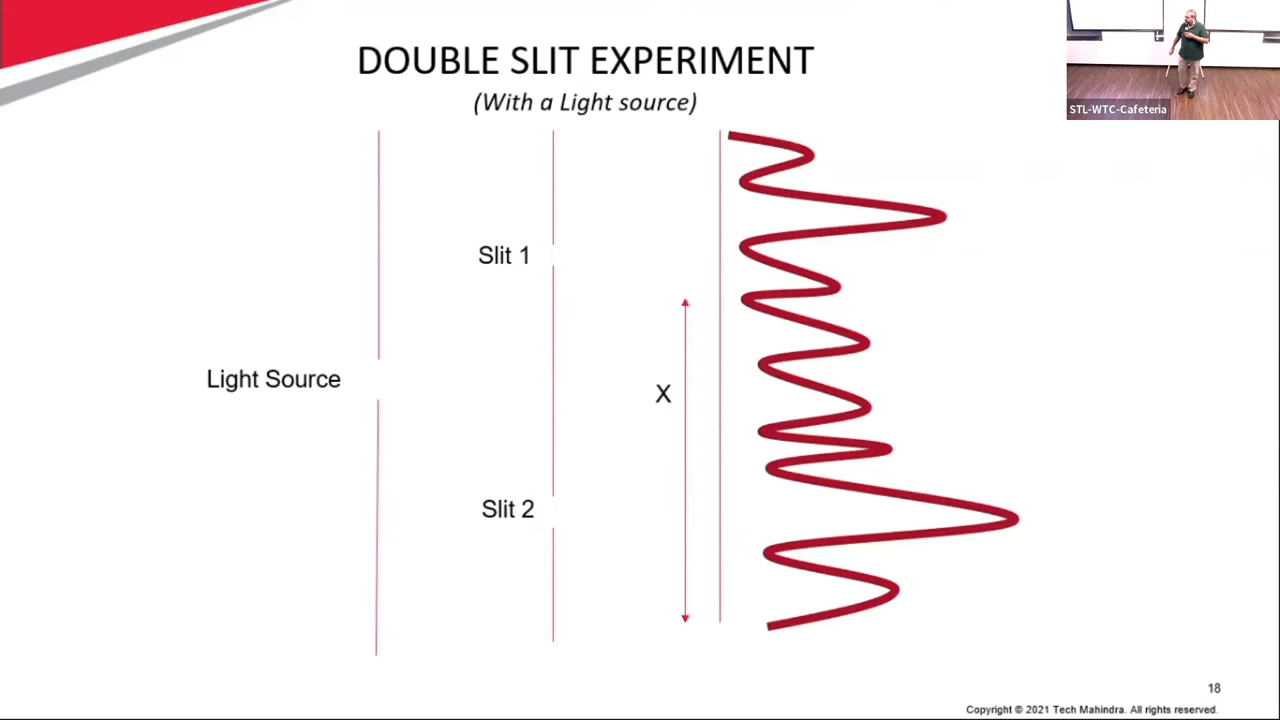 DOUBLE SLIT EXPERIMENT
(With a Light source)
STL-WTC-Cafeteria
Slit 1
Light Source
X
Slit 2
18
Copyright © 2021 Tech Mahindra. All rights reserved.